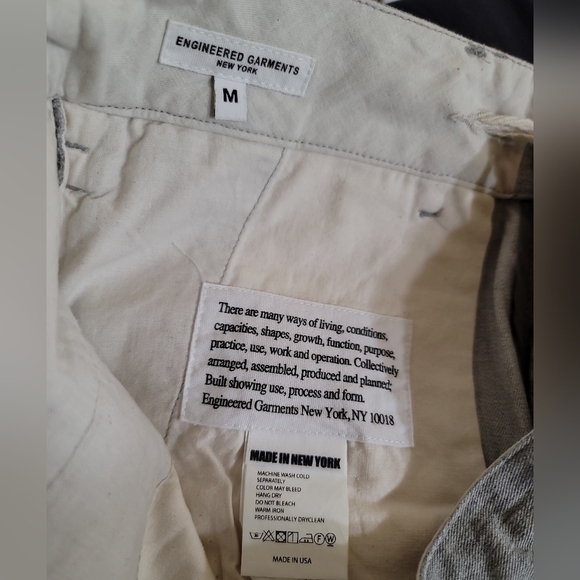 ENGINEERED GARMENTS
NEW YORK
M
There are many ways of living, conditions,
capacities, shapes, growth, function, purpose,
practice, use, work and operation. Collectively
arranged, assembled, produced and planned;
Built showing use, process and form.
Engineered Garments New York, NY 10018
MADE IN NEW YORK
MACHINE WASH COLD
SEPARATELY
COLOR MAY BLEED
HANG DRY
DO NOT BLEACH
WARM IRON
PROFESSIONALLY DRYCLEAN
MADE IN USA